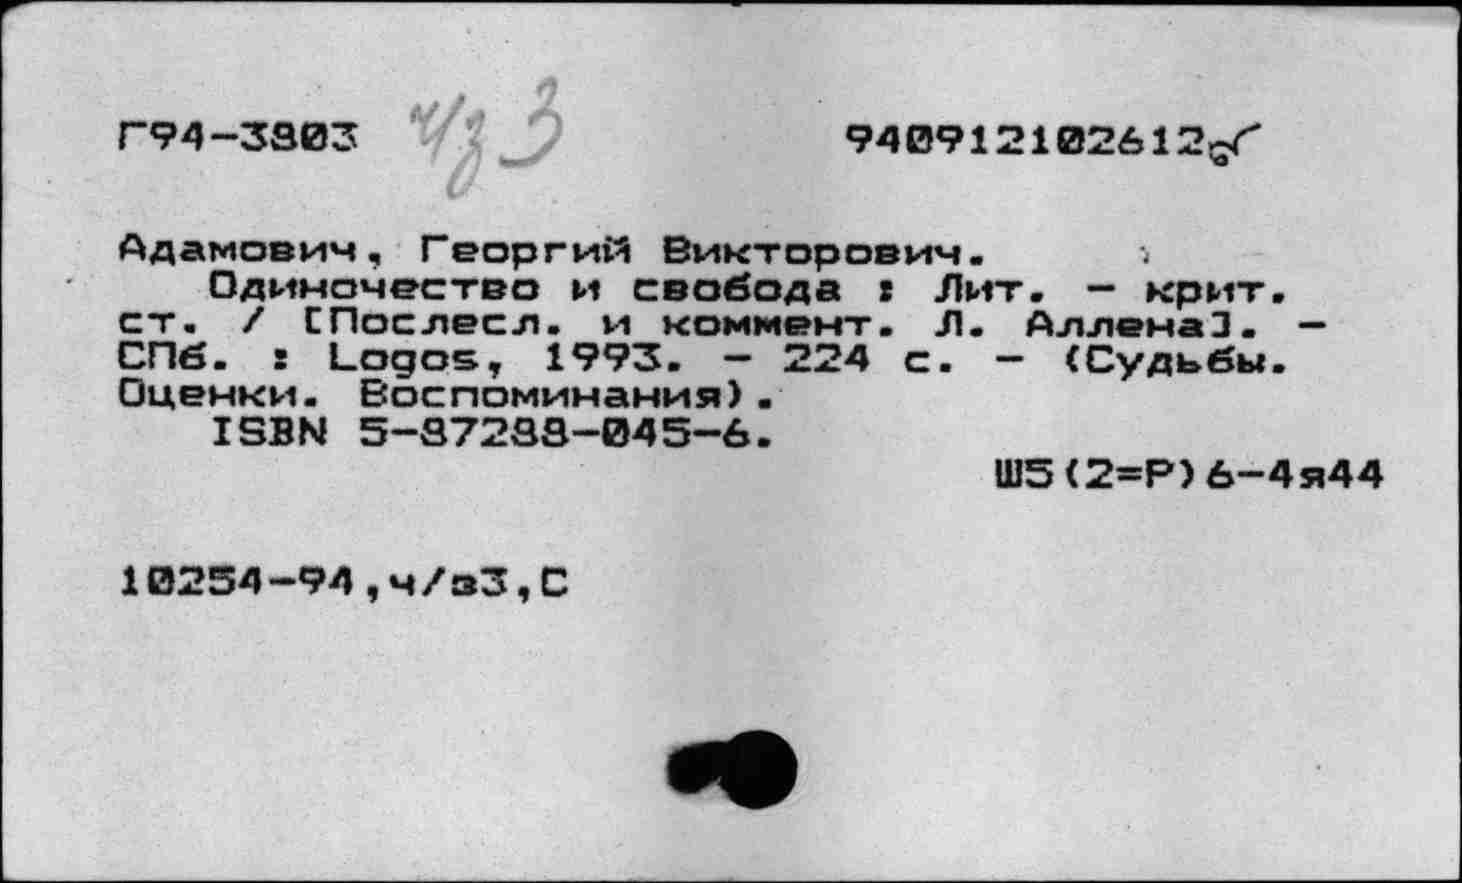 Г94-3803 ч/з 3 940912102612
Адамович, Георгий Викторович.
Одиночество и свобода : Лит. - крит.
ст. / [Послесл. и коммент. Л. Аллена]. -
СПб. : Logos, 1993. - 224 с. - (Судьбы.
Оценки. Воспоминания).
ISBN 5-87288-045-6.
Ш5(2=Р)6-4я44
10254-94,ч/з3,С